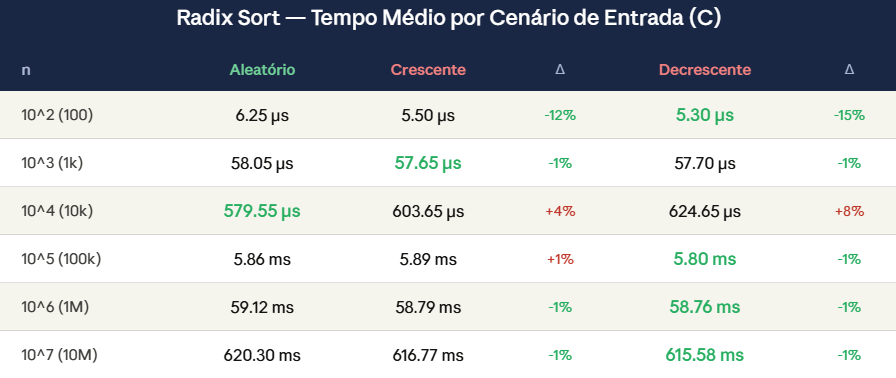 Radix Sort — Tempo Médio por Cenário de Entrada (C)
n Aleatório Crescente Δ Decrescente Δ
10^2 (100) 6.25 µs 5.50 µs -12% 5.30 µs -15%
10^3 (1k) 58.05 µs 57.65 µs -1% 57.70 µs -1%
10^4 (10k) 579.55 µs 603.65 µs +4% 624.65 µs +8%
10^5 (100k) 5.86 ms 5.89 ms +1% 5.80 ms -1%
10^6 (1M) 59.12 ms 58.79 ms -1% 58.76 ms -1%
10^7 (10M) 620.30 ms 616.77 ms -1% 615.58 ms -1%